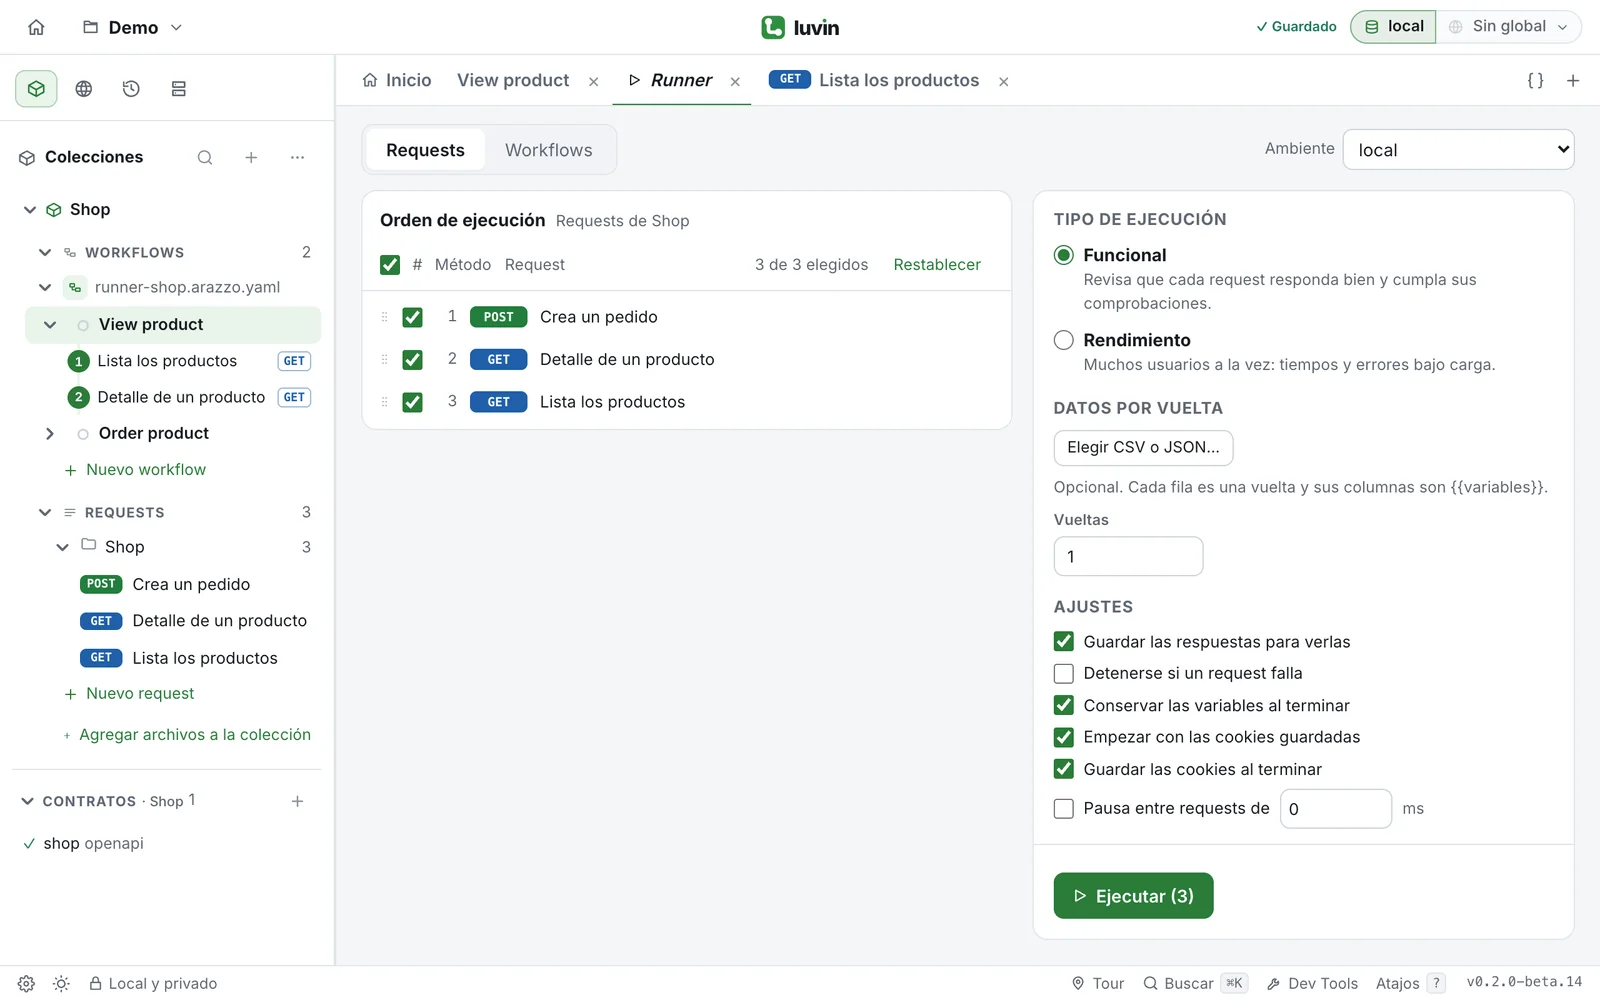 Demo
luvin
Guardado
local
Sin global
Inicio
View product
Runner
GET Lista los productos
{ }
Colecciones
Shop
WORKFLOWS 2
runner-shop.arazzo.yaml
View product
1 Lista los productos GET
2 Detalle de un producto GET
Order product
+ Nuevo workflow
REQUESTS 3
Shop 3
POST Crea un pedido
GET Detalle de un producto
GET Lista los productos
+ Nuevo request
+ Agregar archivos a la colección
CONTRATOS · Shop 1
shop openapi
Requests
Workflows
Ambiente
local
Orden de ejecución Requests de Shop
# Método Request 3 de 3 elegidos Restablecer
1 POST Crea un pedido
2 GET Detalle de un producto
3 GET Lista los productos
TIPO DE EJECUCIÓN
Funcional
Revisa que cada request responda bien y cumpla sus
comprobaciones.
Rendimiento
Muchos usuarios a la vez: tiempos y errores bajo carga.
DATOS POR VUELTA
Elegir CSV o JSON...
Opcional. Cada fila es una vuelta y sus columnas son {{variables}}.
Vueltas
1
AJUSTES
Guardar las respuestas para verlas
Detenerse si un request falla
Conservar las variables al terminar
Empezar con las cookies guardadas
Guardar las cookies al terminar
Pausa entre requests de 0 ms
Ejecutar (3)
Local y privado
Tour
Buscar ⌘K
Dev Tools
Atajos ?
v0.2.0-beta.14